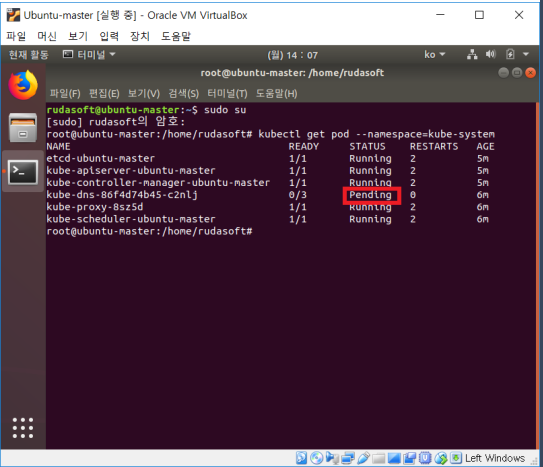 Ubuntu-master [실행 중] - Oracle VM VirtualBox
파일 머신 보기 입력 장치 도움말
현재 활동 터미널 (월) 14 : 07 ko
root@ubuntu-master: /home/rudasoft
파일(F) 편집(E) 보기(V) 검색(S) 터미널(T) 도움말(H)
rudasoft@ubuntu-master:~$ sudo su
[sudo] rudasoft의 암호:
root@ubuntu-master:/home/rudasoft# kubectl get pod --namespace=kube-system
NAME READY STATUS RESTARTS AGE
etcd-ubuntu-master 1/1 Running 2 5m
kube-apiserver-ubuntu-master 1/1 Running 2 5m
kube-controller-manager-ubuntu-master 1/1 Running 2 5m
kube-dns-86f4d74b45-c2nlj 0/3 Pending 0 6m
kube-proxy-8sz5d 1/1 Running 2 6m
kube-scheduler-ubuntu-master 1/1 Running 2 6m
root@ubuntu-master:/home/rudasoft#
Left Windows